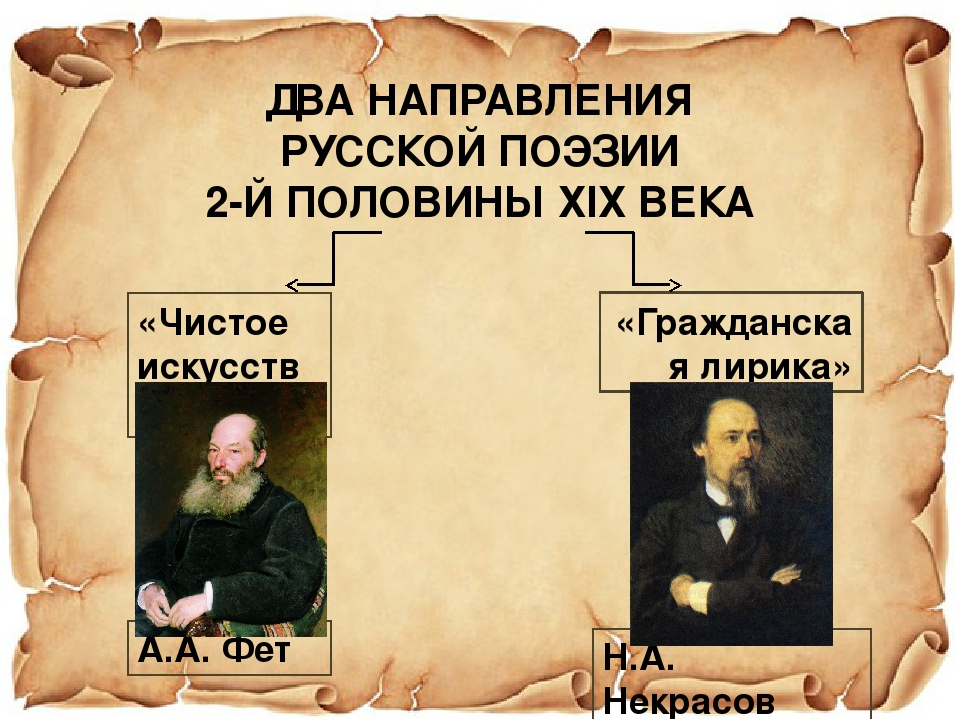 ДВА НАПРАВЛЕНИЯ
РУССКОЙ ПОЭЗИИ
2-Й ПОЛОВИНЫ XIX ВЕКА
«Чистое
искусств
«Гражданска
я лирика»
А.А. Фет
Н.А.
Некрасов